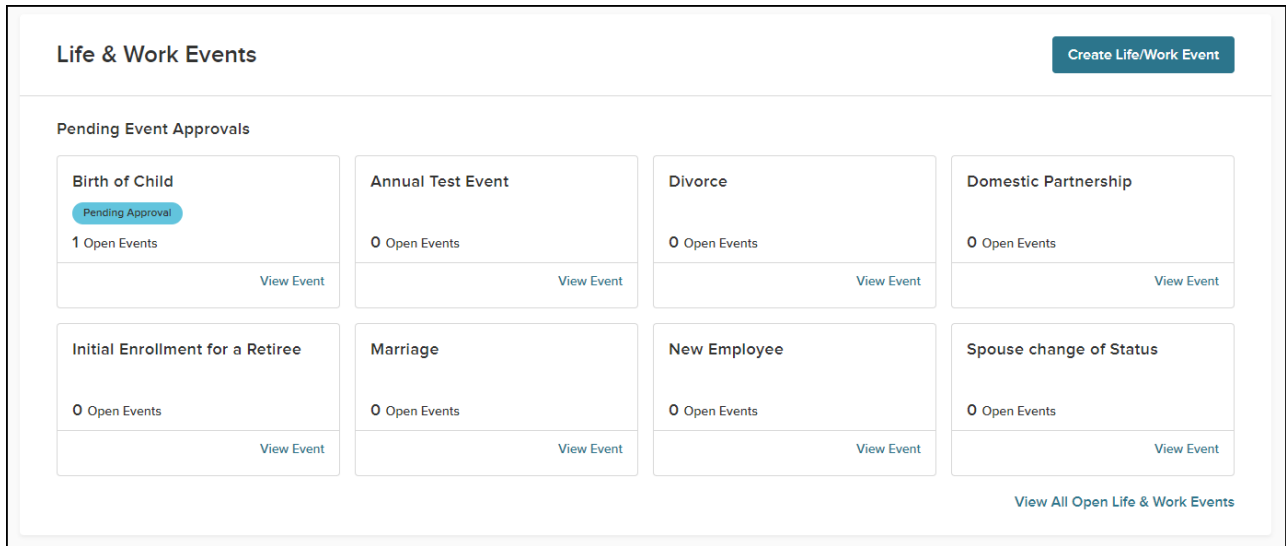 Life & Work Events
Create Life/Work Event
Pending Event Approvals
Birth of Child
Pending Approval
1 Open Events
View Event
Annual Test Event
0 Open Events
View Event
Divorce
0 Open Events
View Event
Domestic Partnership
0 Open Events
View Event
Initial Enrollment for a Retiree
0 Open Events
View Event
Marriage
0 Open Events
View Event
New Employee
0 Open Events
View Event
Spouse change of Status
0 Open Events
View Event
View All Open Life & Work Events